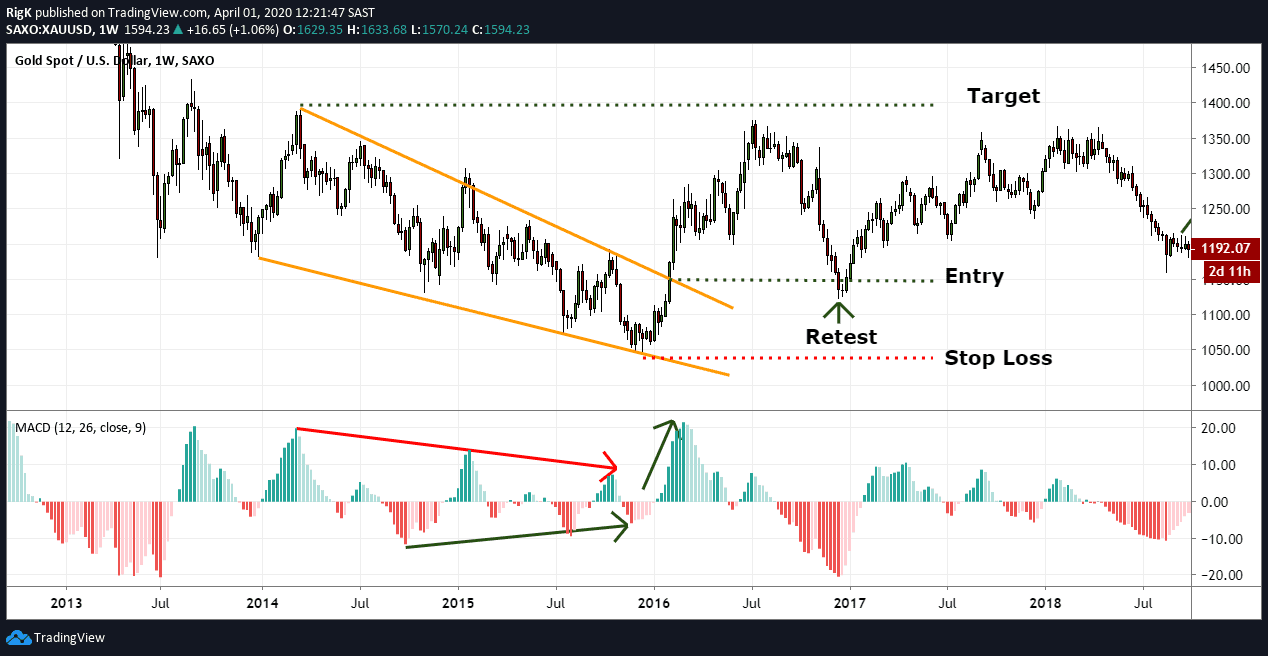 RigK published on TradingView.com, April 01, 2020 12:21:47 SAST
SAXO:XAUUSD, 1W 1594.23 ▲ +16.65 (+1.06%) O:1629.35 H:1633.68 L:1570.24 C:1594.23
Gold Spot / U.S. Dollar, 1W, SAXO
1450.00
Target
1400.00
1350.00
1300.00
1250.00
1192.07
Entry
2d 11h
1100.00
Retest
1050.00
Stop Loss
1000.00
MACD (12, 26, close, 9)
20.00
10.00
0.00
−10.00
−20.00
2013 Jul 2014 Jul 2015 Jul 2016 Jul 2017 Jul 2018 Jul
TradingView